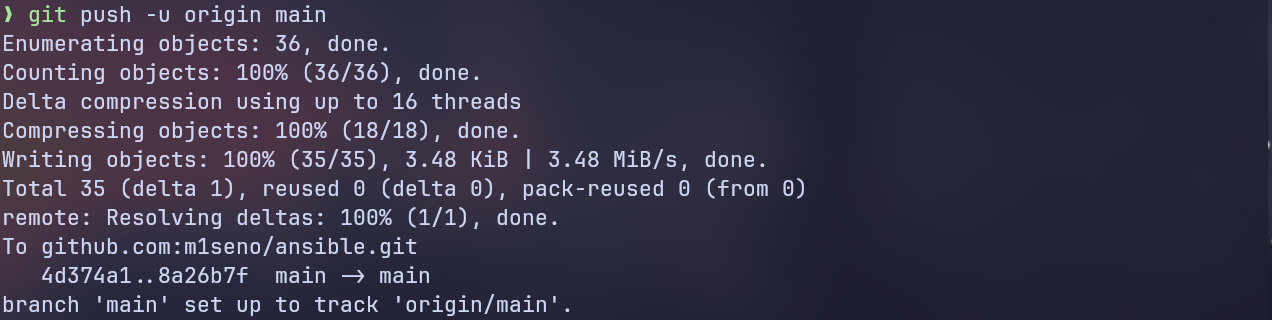 ❯ git push -u origin main
Enumerating objects: 36, done.
Counting objects: 100% (36/36), done.
Delta compression using up to 16 threads
Compressing objects: 100% (18/18), done.
Writing objects: 100% (35/35), 3.48 KiB | 3.48 MiB/s, done.
Total 35 (delta 1), reused 0 (delta 0), pack-reused 0 (from 0)
remote: Resolving deltas: 100% (1/1), done.
To github.com:m1seno/ansible.git
   4d374a1..8a26b7f  main -> main
branch 'main' set up to track 'origin/main'.